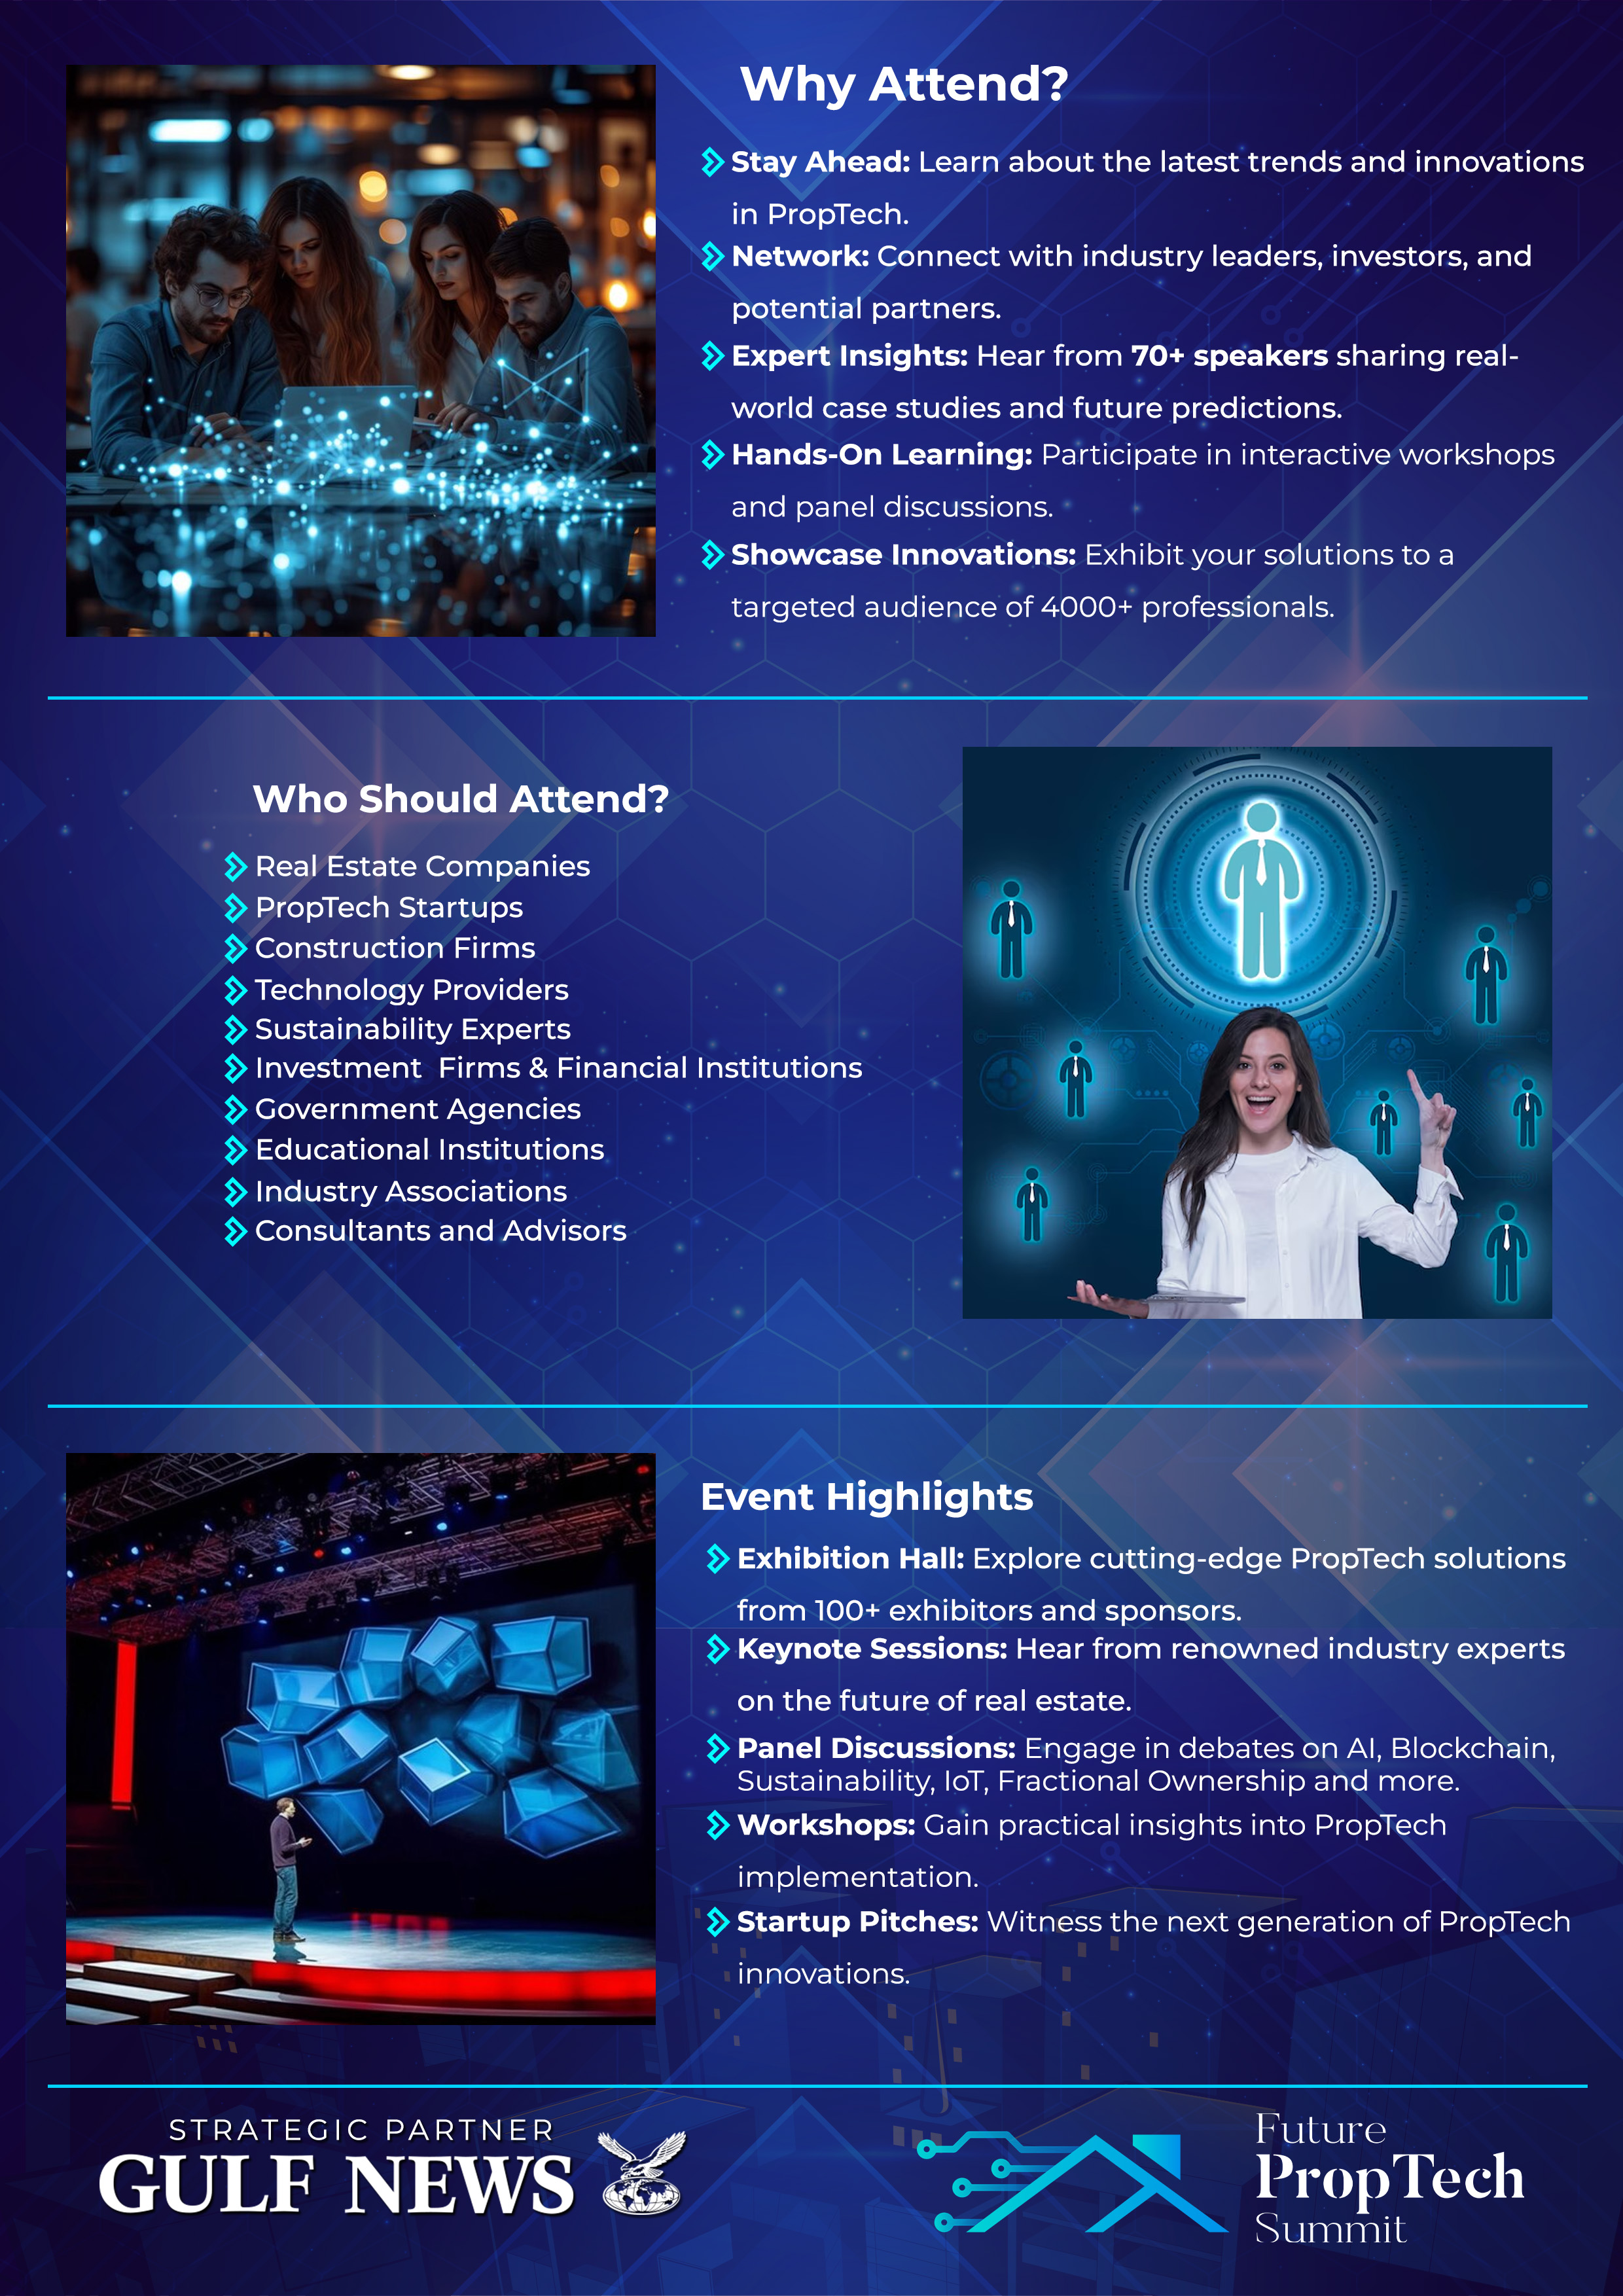 Why Attend?
Stay Ahead: Learn about the latest trends and innovations
in PropTech.
Network: Connect with industry leaders, investors, and
potential partners.
Expert Insights: Hear from 70+ speakers sharing real-
world case studies and future predictions.
Hands-On Learning: Participate in interactive workshops
and panel discussions.
Showcase Innovations: Exhibit your solutions to a
targeted audience of 4000+ professionals.
Who Should Attend?
Real Estate Companies
PropTech Startups
Construction Firms
Technology Providers
Sustainability Experts
Investment  Firms & Financial Institutions
Government Agencies
Educational Institutions
Industry Associations
Consultants and Advisors
Event Highlights
Exhibition Hall: Explore cutting-edge PropTech solutions
from 100+ exhibitors and sponsors.
Keynote Sessions: Hear from renowned industry experts
on the future of real estate.
Panel Discussions: Engage in debates on AI, Blockchain,
Sustainability, IoT, Fractional Ownership and more.
Workshops: Gain practical insights into PropTech
implementation.
Startup Pitches: Witness the next generation of PropTech
innovations.
STRATEGIC PARTNER
GULF NEWS
Future
PropTech
Summit